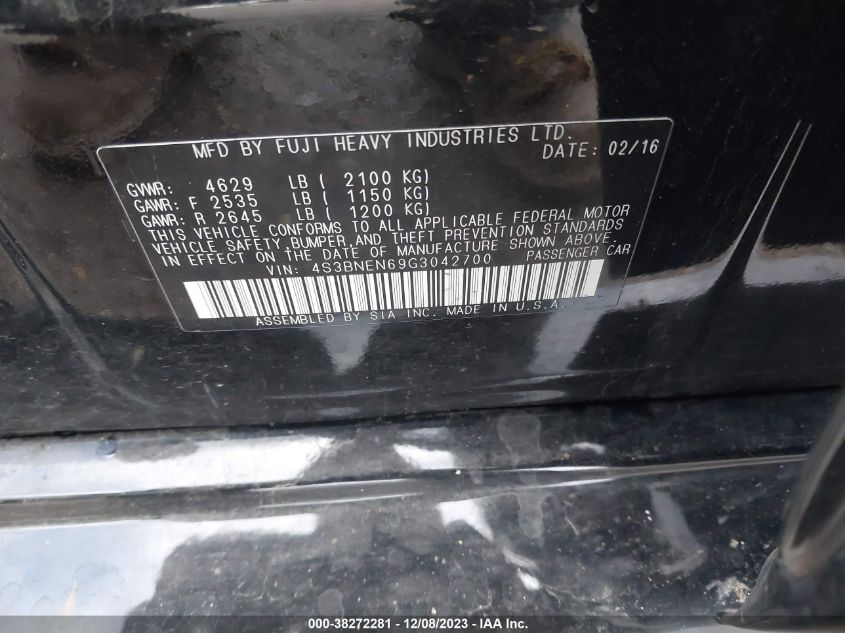 MFD BY FUJI HEAVY INDUSTRIES LTD.
DATE: 02/16
GVWR: 4629 LB ( 2100 KG)
GAWR: F 2535 LB ( 1150 KG)
GAWR: R 2645 LB ( 1200 KG)
THIS VEHICLE CONFORMS TO ALL APPLICABLE FEDERAL MOTOR
VEHICLE SAFETY, BUMPER, AND THEFT PREVENTION STANDARDS
IN EFFECT ON THE DATE OF MANUFACTURE SHOWN ABOVE.
VIN: 4S3BNEN69G3042700 PASSENGER CAR
ASSEMBLED BY SIA INC. MADE IN U.S.A.
000-38272281 - 12/08/2023 - IAAI.com